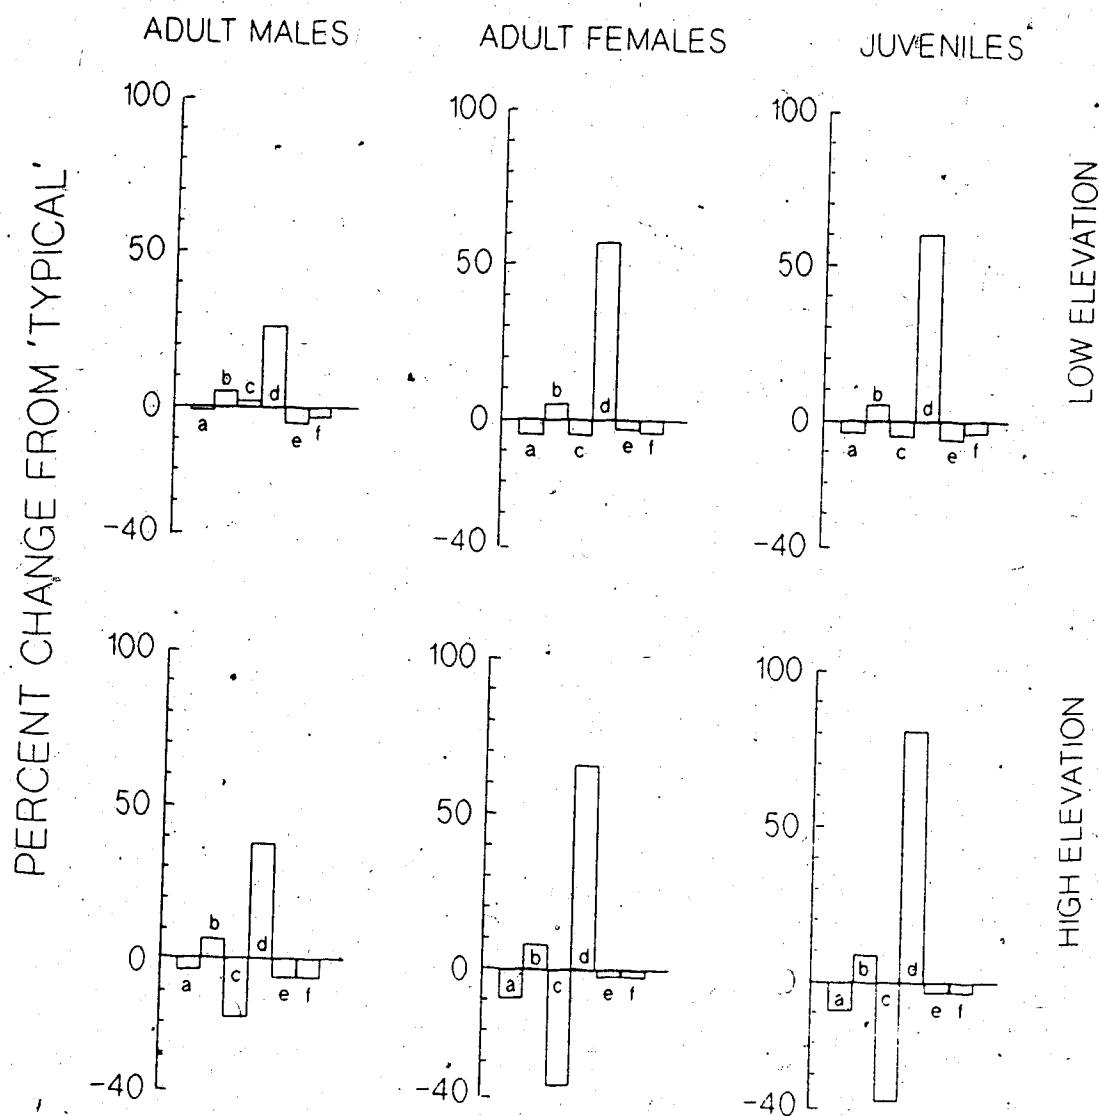 ADULT MALES
ADULT FEMALES
JUVENILES
PERCENT CHANGE FROM 'TYPICAL'
LOW ELEVATION
HIGH ELEVATION
100
50
0
-40
a
b
c
d
e
f
100
50
0
-40
a
b
c
d
e
f
100
50
0
-40
a
b
c
d
e
f
100
50
0
-40
a
b
c
d
e
f
100
50
0
-40
a
b
c
d
e
f
100
50
-40
a
b
c
d
e
f